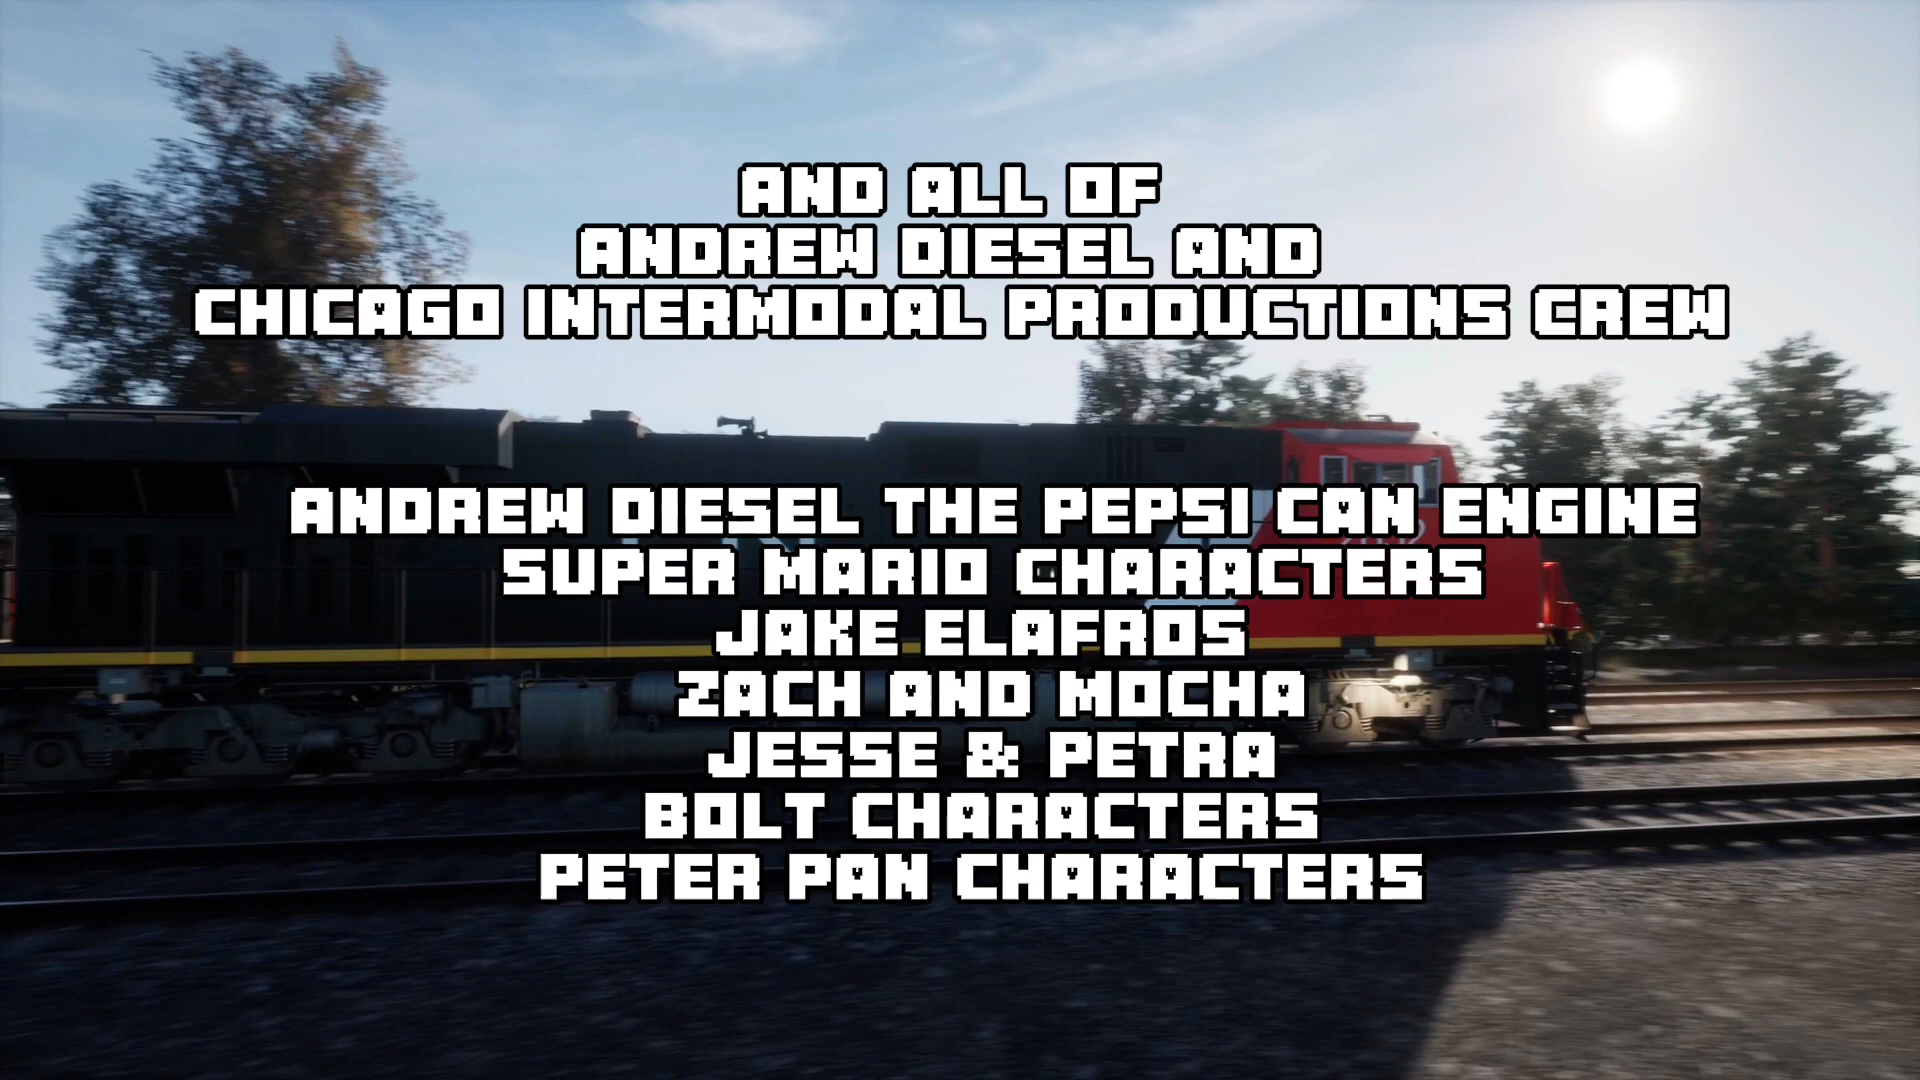 AND ALL OF
ANDREW DIESEL AND
CHICAGO INTERMODAL PRODUCTIONS CREW
ANDREW DIESEL THE PEPSI CAN ENGINE
SUPER MARIO CHARACTERS
JAKE ELAFROS
ZACH AND MOCHA
JESSE & PETRA
BOLT CHARACTERS
PETER PAN CHARACTERS